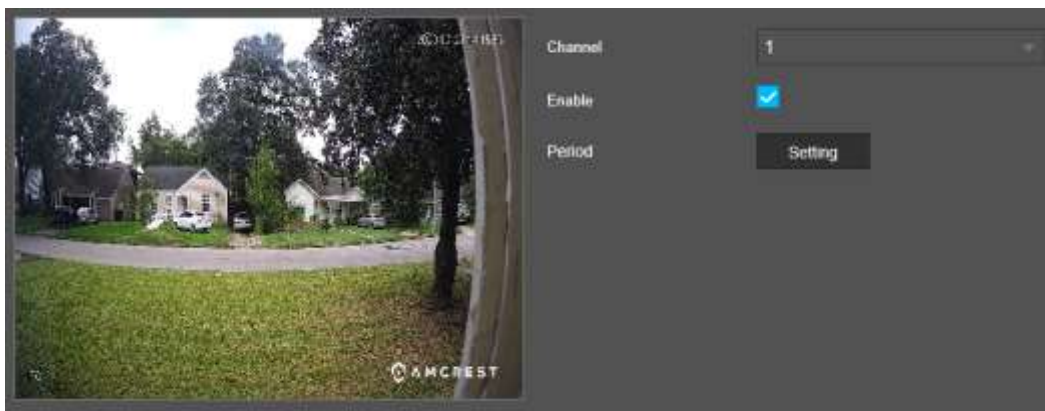 Channel
1
Enable
Period
Setting
AMCREST